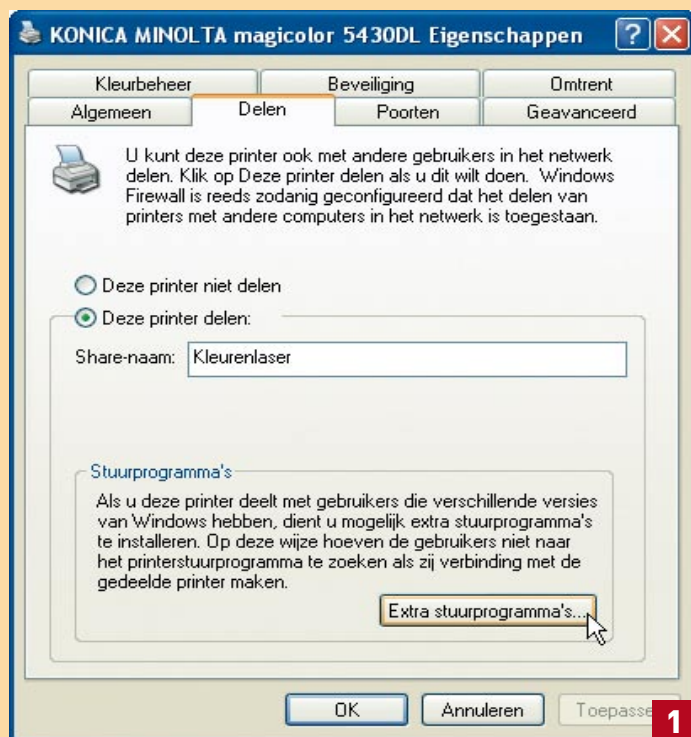 KONICA MINOLTA magicolor 5430DL Eigenschappen
Kleurbeheer Beveiliging Omtrent
Algemeen Delen Poorten Geavanceerd
U kunt deze printer ook met andere gebruikers in het netwerk
delen. Klik op Deze printer delen als u dit wilt doen. Windows
Firewall is reeds zodanig geconfigureerd dat het delen van
printers met andere computers in het netwerk is toegestaan.
Deze printer niet delen
Deze printer delen:
Share-naam: Kleurenlaser
Stuurprogramma's
Als u deze printer deelt met gebruikers die verschillende versies
van Windows hebben, dient u mogelijk extra stuurprogramma's
te installeren. Op deze wijze hoeven de gebruikers niet naar
het printerstuurprogramma te zoeken als zij verbinding met de
gedeelde printer maken.
Extra stuurprogramma's...
OK Annuleren Toepasse
1